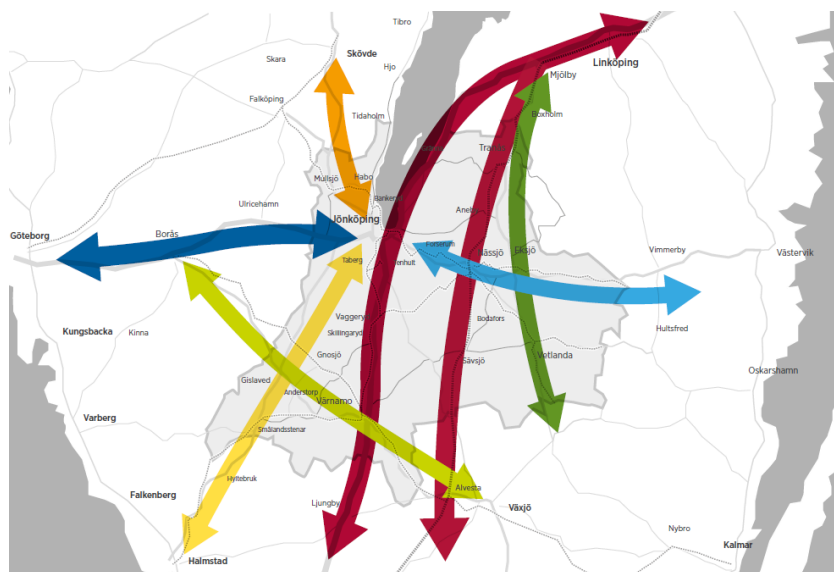 Tibro
Skövde
Skara
Hjo
Linköping
Mjölby
Falköping
Tidaholm
Boxholm
Mullsjö
Habo
Bankeryd
Ulricehamn
Jönköping
Aneby
Göteborg
Borås
Forserum
Nässjö
Eksjö
Vimmerby
Västervik
Taberg
Vaggeryd
Skillingaryd
Bodafors
Kungsbacka
Kinna
Hultsfred
Gnosjö
Sävsjö
Vetlanda
Oskarshamn
Gislaved
Anderstorp
Värnamo
Varberg
Smålandsstenar
Hyltebruk
Alvesta
Falkenberg
Ljungby
Växjö
Nybro
Kalmar
Halmstad